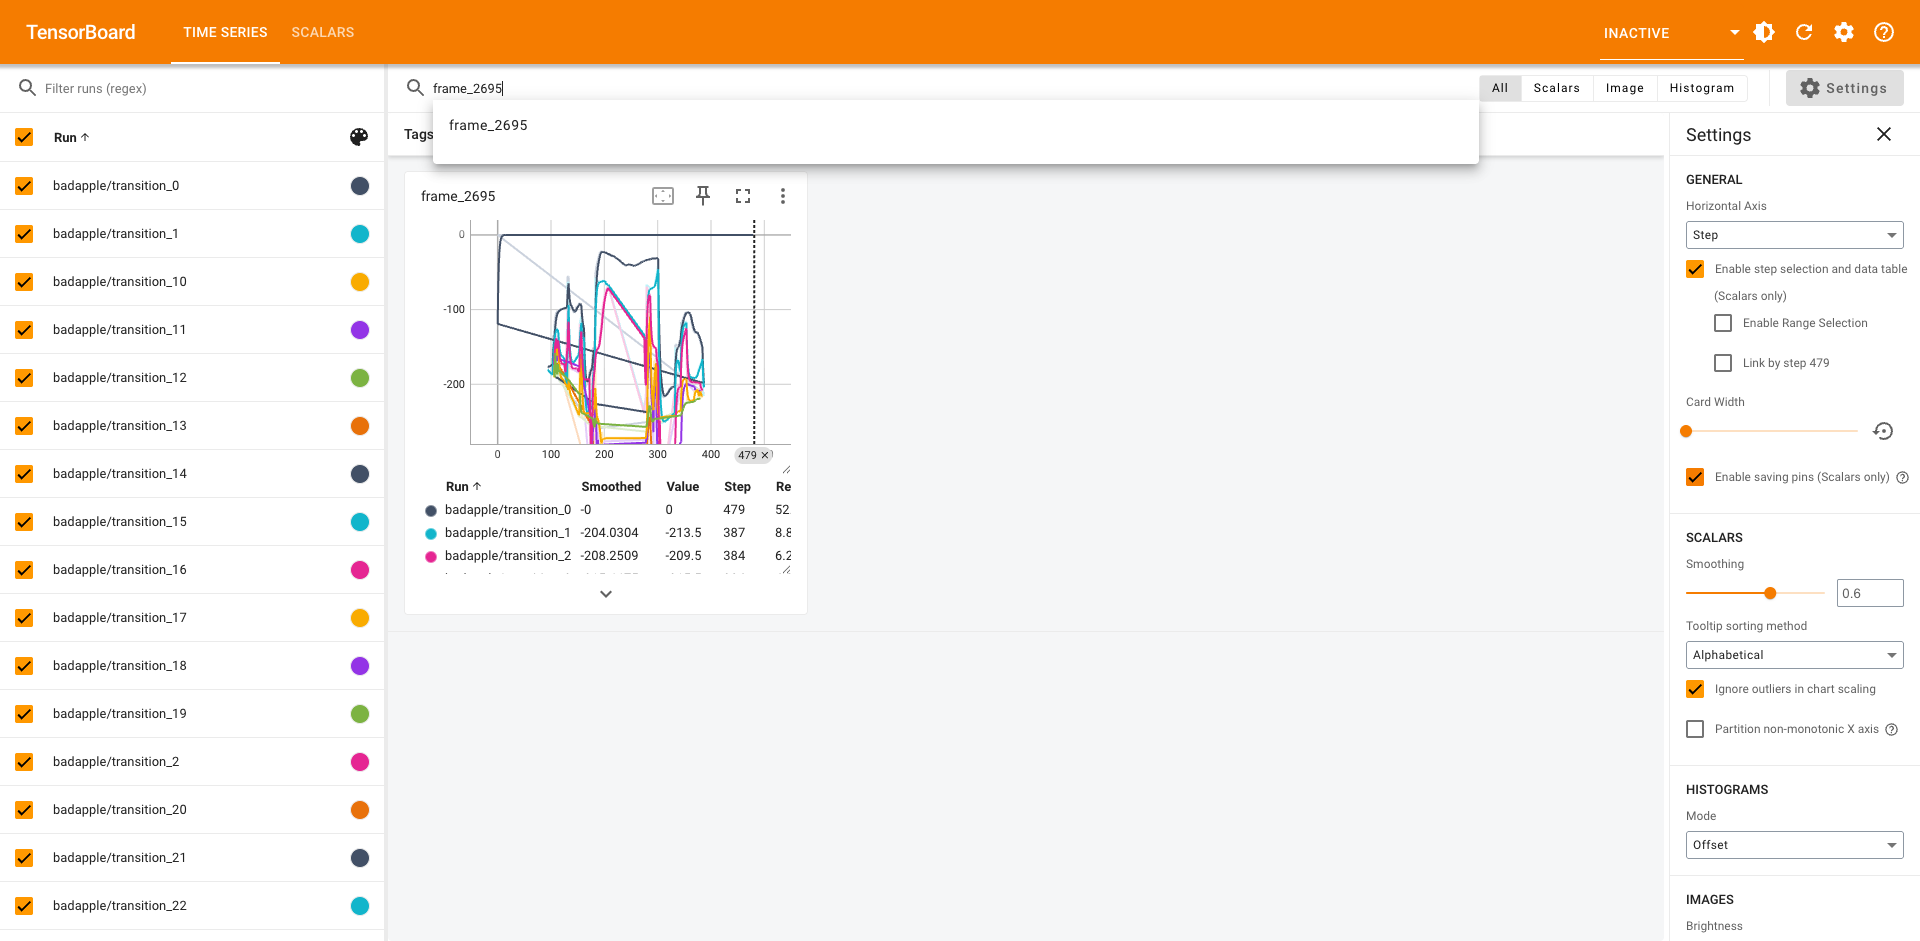 TensorBoard
TIME SERIES
SCALARS
INACTIVE
Filter runs (regex)
Run
badapple/transition_0
badapple/transition_1
badapple/transition_10
badapple/transition_11
badapple/transition_12
badapple/transition_13
badapple/transition_14
badapple/transition_15
badapple/transition_16
badapple/transition_17
badapple/transition_18
badapple/transition_19
badapple/transition_2
badapple/transition_20
badapple/transition_21
badapple/transition_22
frame_2695
All Scalars Image Histogram
Settings
frame_2695
Tags
frame_2695
0
-100
-200
0 100 200 300 400 479
Run Smoothed Value Step Re
badapple/transition_0 -0 0 479 52.
badapple/transition_1 -204.0304 -213.5 387 8.8
badapple/transition_2 -208.2509 -209.5 384 6.2
Settings
GENERAL
Horizontal Axis
Step
Enable step selection and data table
(Scalars only)
Enable Range Selection
Link by step 479
Card Width
Enable saving pins (Scalars only)
SCALARS
Smoothing
0.6
Tooltip sorting method
Alphabetical
Ignore outliers in chart scaling
Partition non-monotonic X axis
HISTOGRAMS
Mode
Offset
IMAGES
Brightness